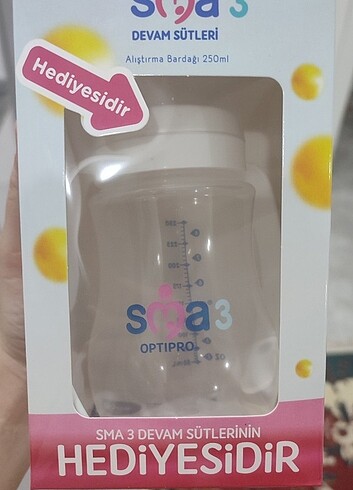 sma 3
DEVAM SÜTLERİ
Alıştırma Bardağı 250ml
Hediyesidir
sma 3
OPTIPRO
SMA 3 DEVAM SÜTLERİNİN
HEDİYESİDİR